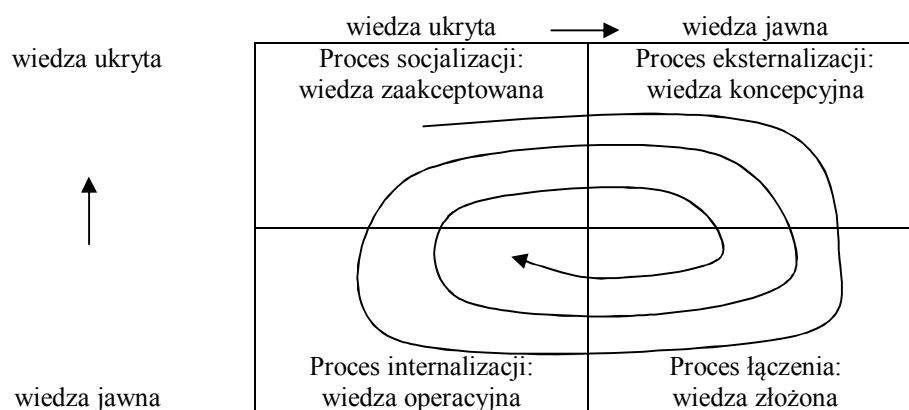 wiedza ukryta wiedza jawna
wiedza ukryta
Proces socjalizacji:
wiedza zaakceptowana
Proces eksternalizacji:
wiedza koncepcyjna
Proces internalizacji:
wiedza operacyjna
Proces łączenia:
wiedza złożona
wiedza jawna